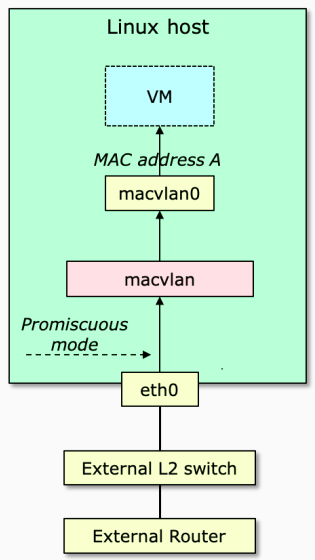 Linux host
VM
MAC address A
macvlan0
macvlan
Promiscuous
mode
eth0
External L2 switch
External Router